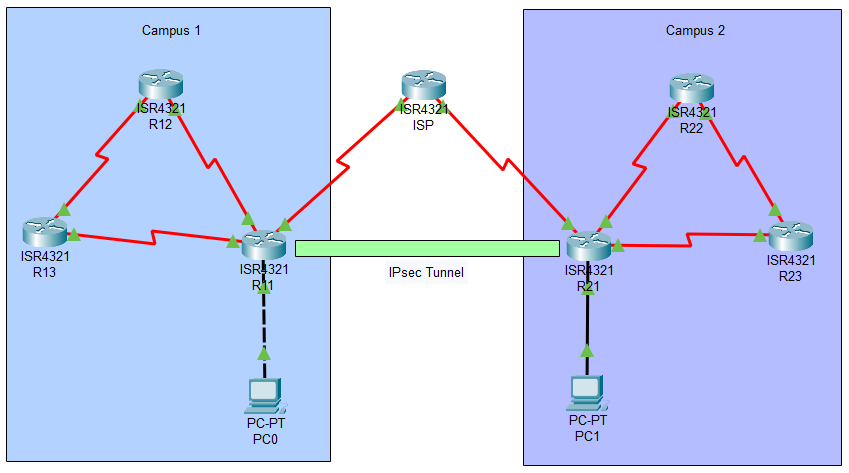 Campus 1
Campus 2
ISR4321
R12
ISR4321
ISP
ISR4321
R22
ISR4321
R13
ISR4321
R11
IPsec Tunnel
ISR4321
R21
ISR4321
R23
PC-PT
PC0
PC-PT
PC1